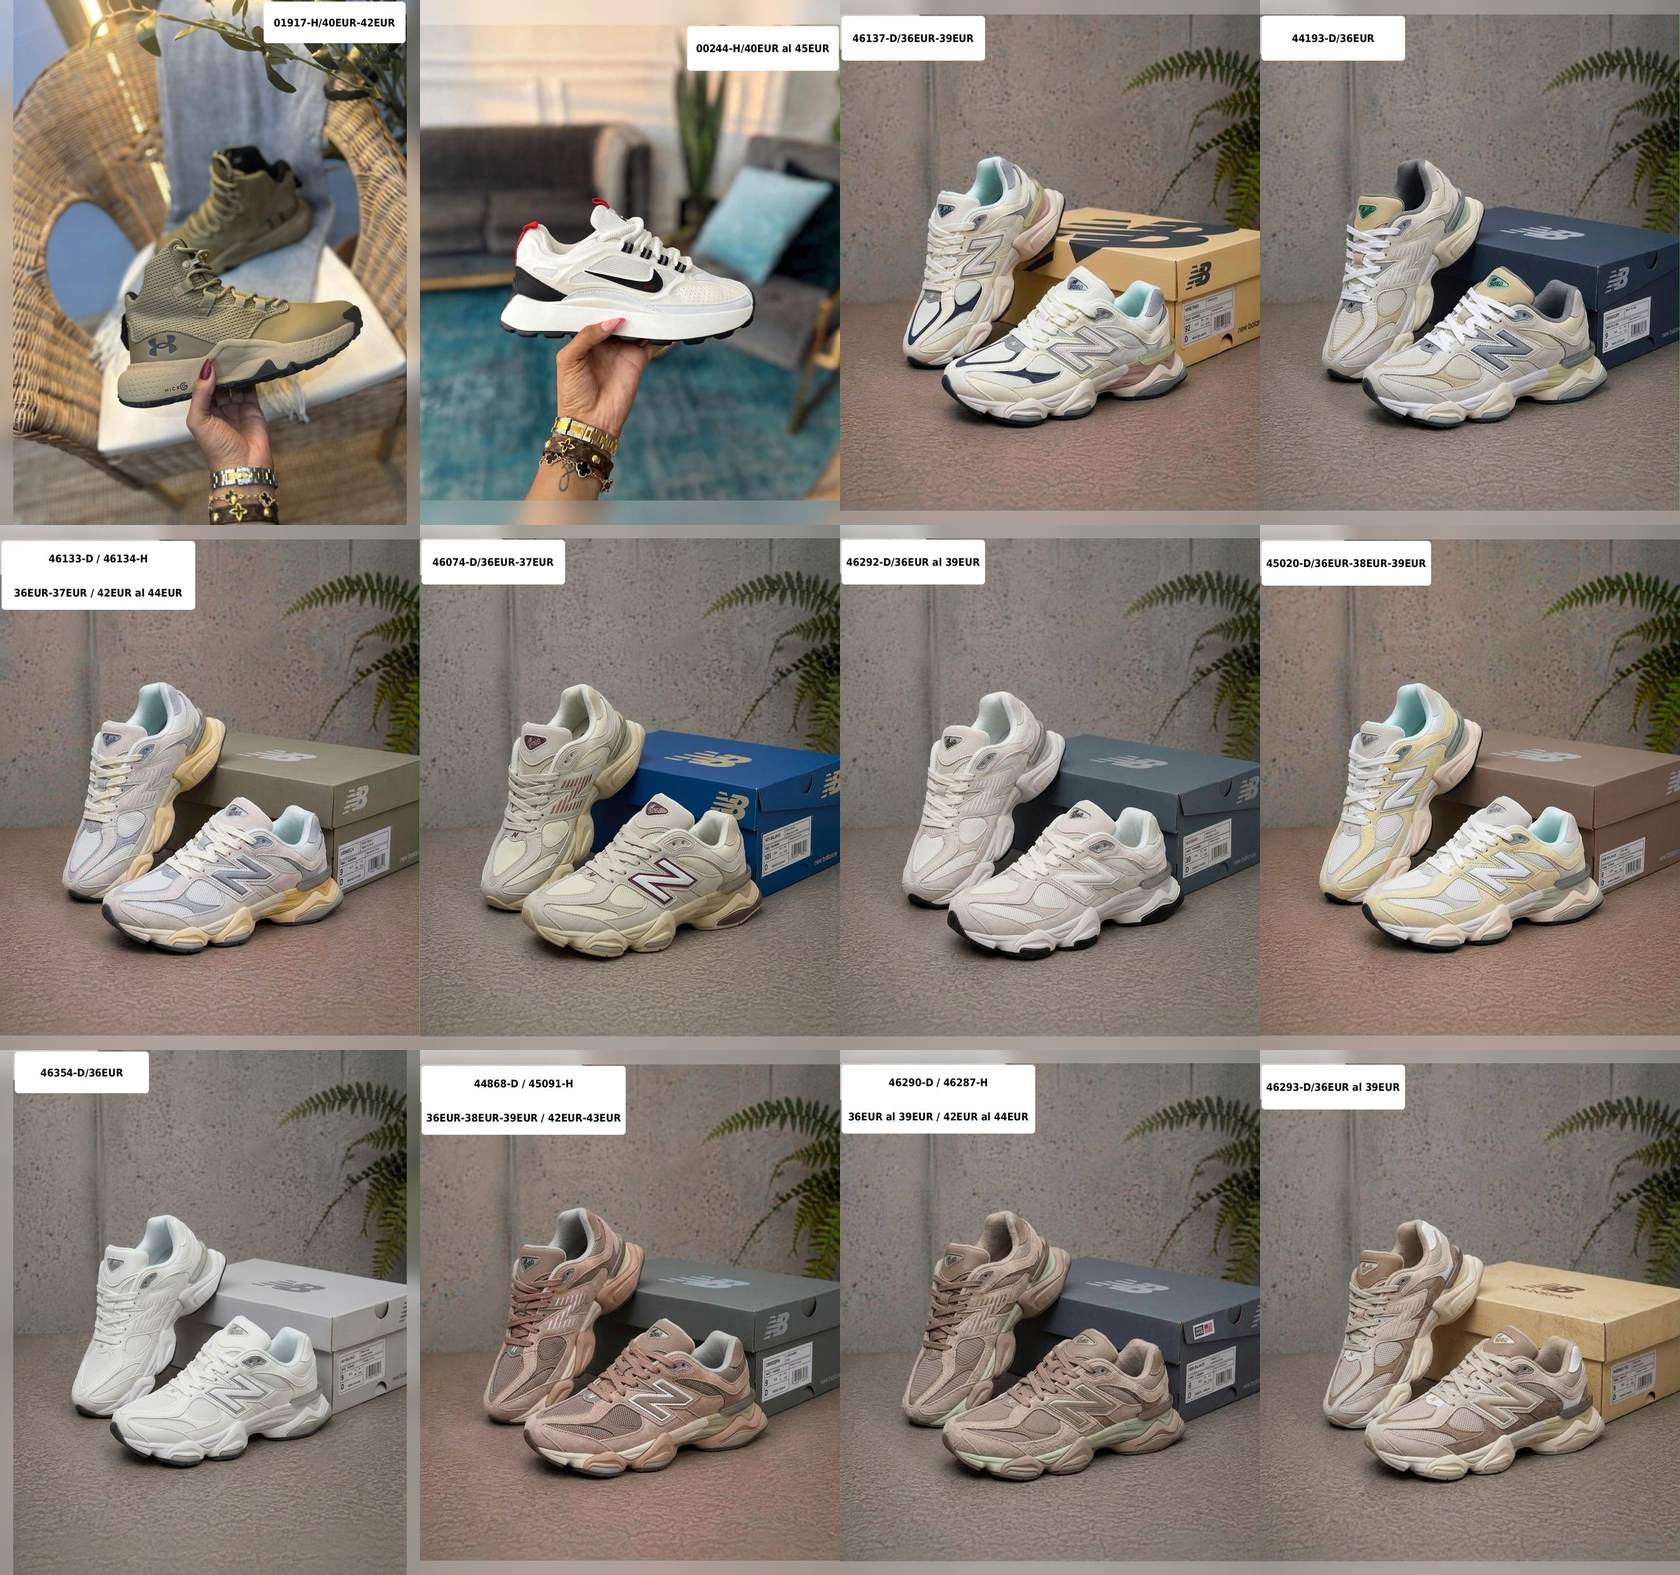 01917-H/40EUR-42EUR
00244-H/40EUR al 45EUR
46137-D/36EUR-39EUR
44193-D/36EUR
46133-D / 46134-H
36EUR-37EUR / 42EUR al 44EUR
46074-D/36EUR-37EUR
46292-D/36EUR al 39EUR
45020-D/36EUR-38EUR-39EUR
46354-D/36EUR
44868-D / 45091-H
36EUR-38EUR-39EUR / 42EUR-43EUR
46290-D / 46287-H
36EUR al 39EUR / 42EUR al 44EUR
46293-D/36EUR al 39EUR